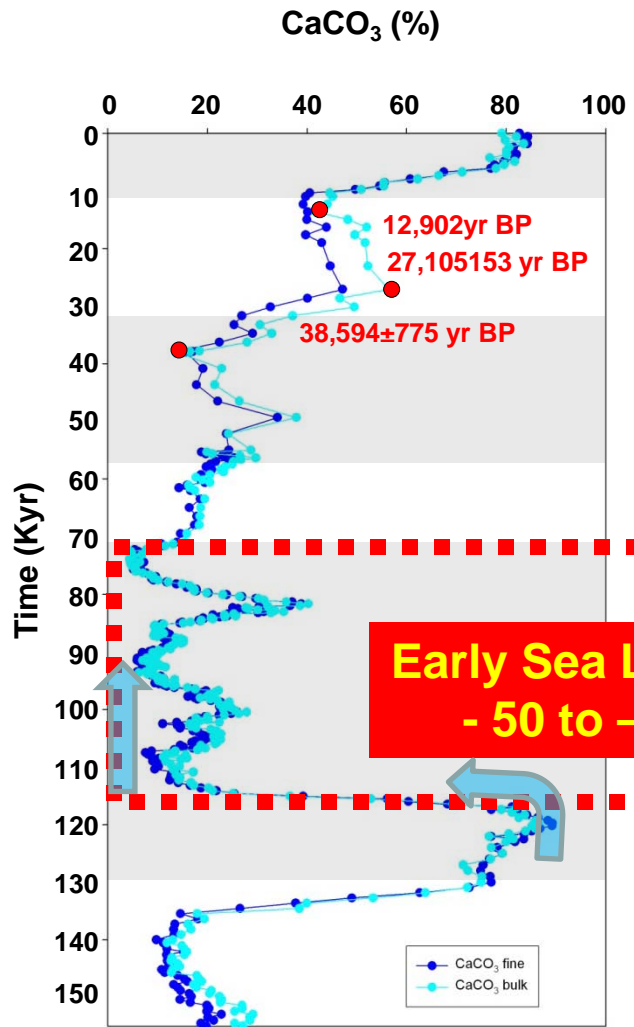 CaCO₃ (%)
0 20 40 60 80 100
Time (Kyr)
0
10
20
30
40
50
60
70
80
90
100
110
120
130
140
150
12,902yr BP
27,105153 yr BP
38,594±775 yr BP
Early Sea L
- 50 to –
CaCO₃ fine
CaCO₃ bulk